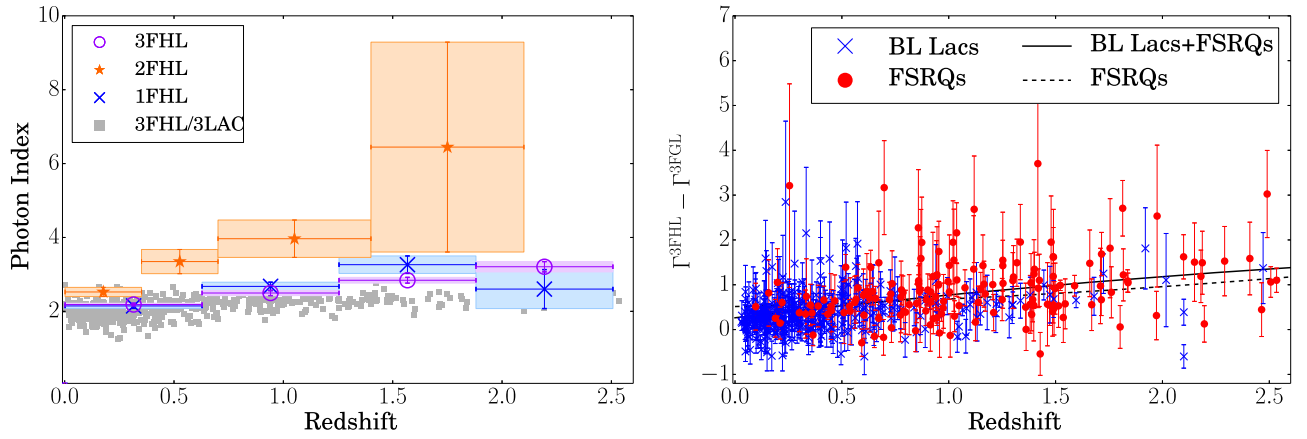 10
8
6
4
2
0.0 0.5 1.0 1.5 2.0 2.5
Photon Index
Redshift
3FHL
2FHL
1FHL
3FHL/3LAC
7
6
5
4
3
2
1
0
−1
0.0 0.5 1.0 1.5 2.0 2.5
Γ³ᶠᴴᴸ − Γ³ᶠᴳᴸ
Redshift
BL Lacs
FSRQs
BL Lacs+FSRQs
FSRQs